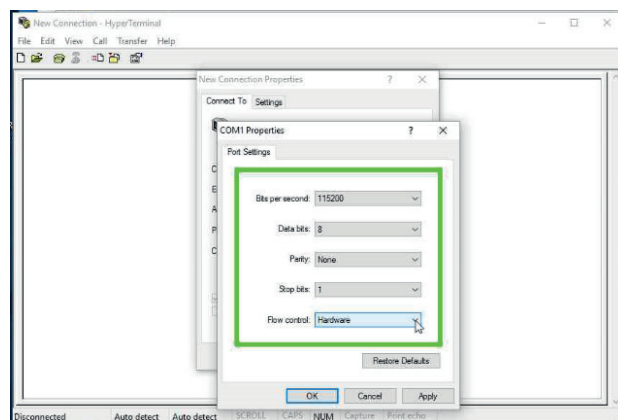 New Connection - HyperTerminal
File Edit View Call Transfer Help
New Connection Properties ? ×
Connect To Settings
COM1 Properties ? ×
Port Settings
C
E
A
P
C
Bits per second: 115200
Data bits: 8
Parity: None
Stop bits: 1
Flow control: Hardware
Restore Defaults
OK Cancel Apply
Disconnected Auto detect Auto detect SCROLL CAPS NUM Capture Print echo